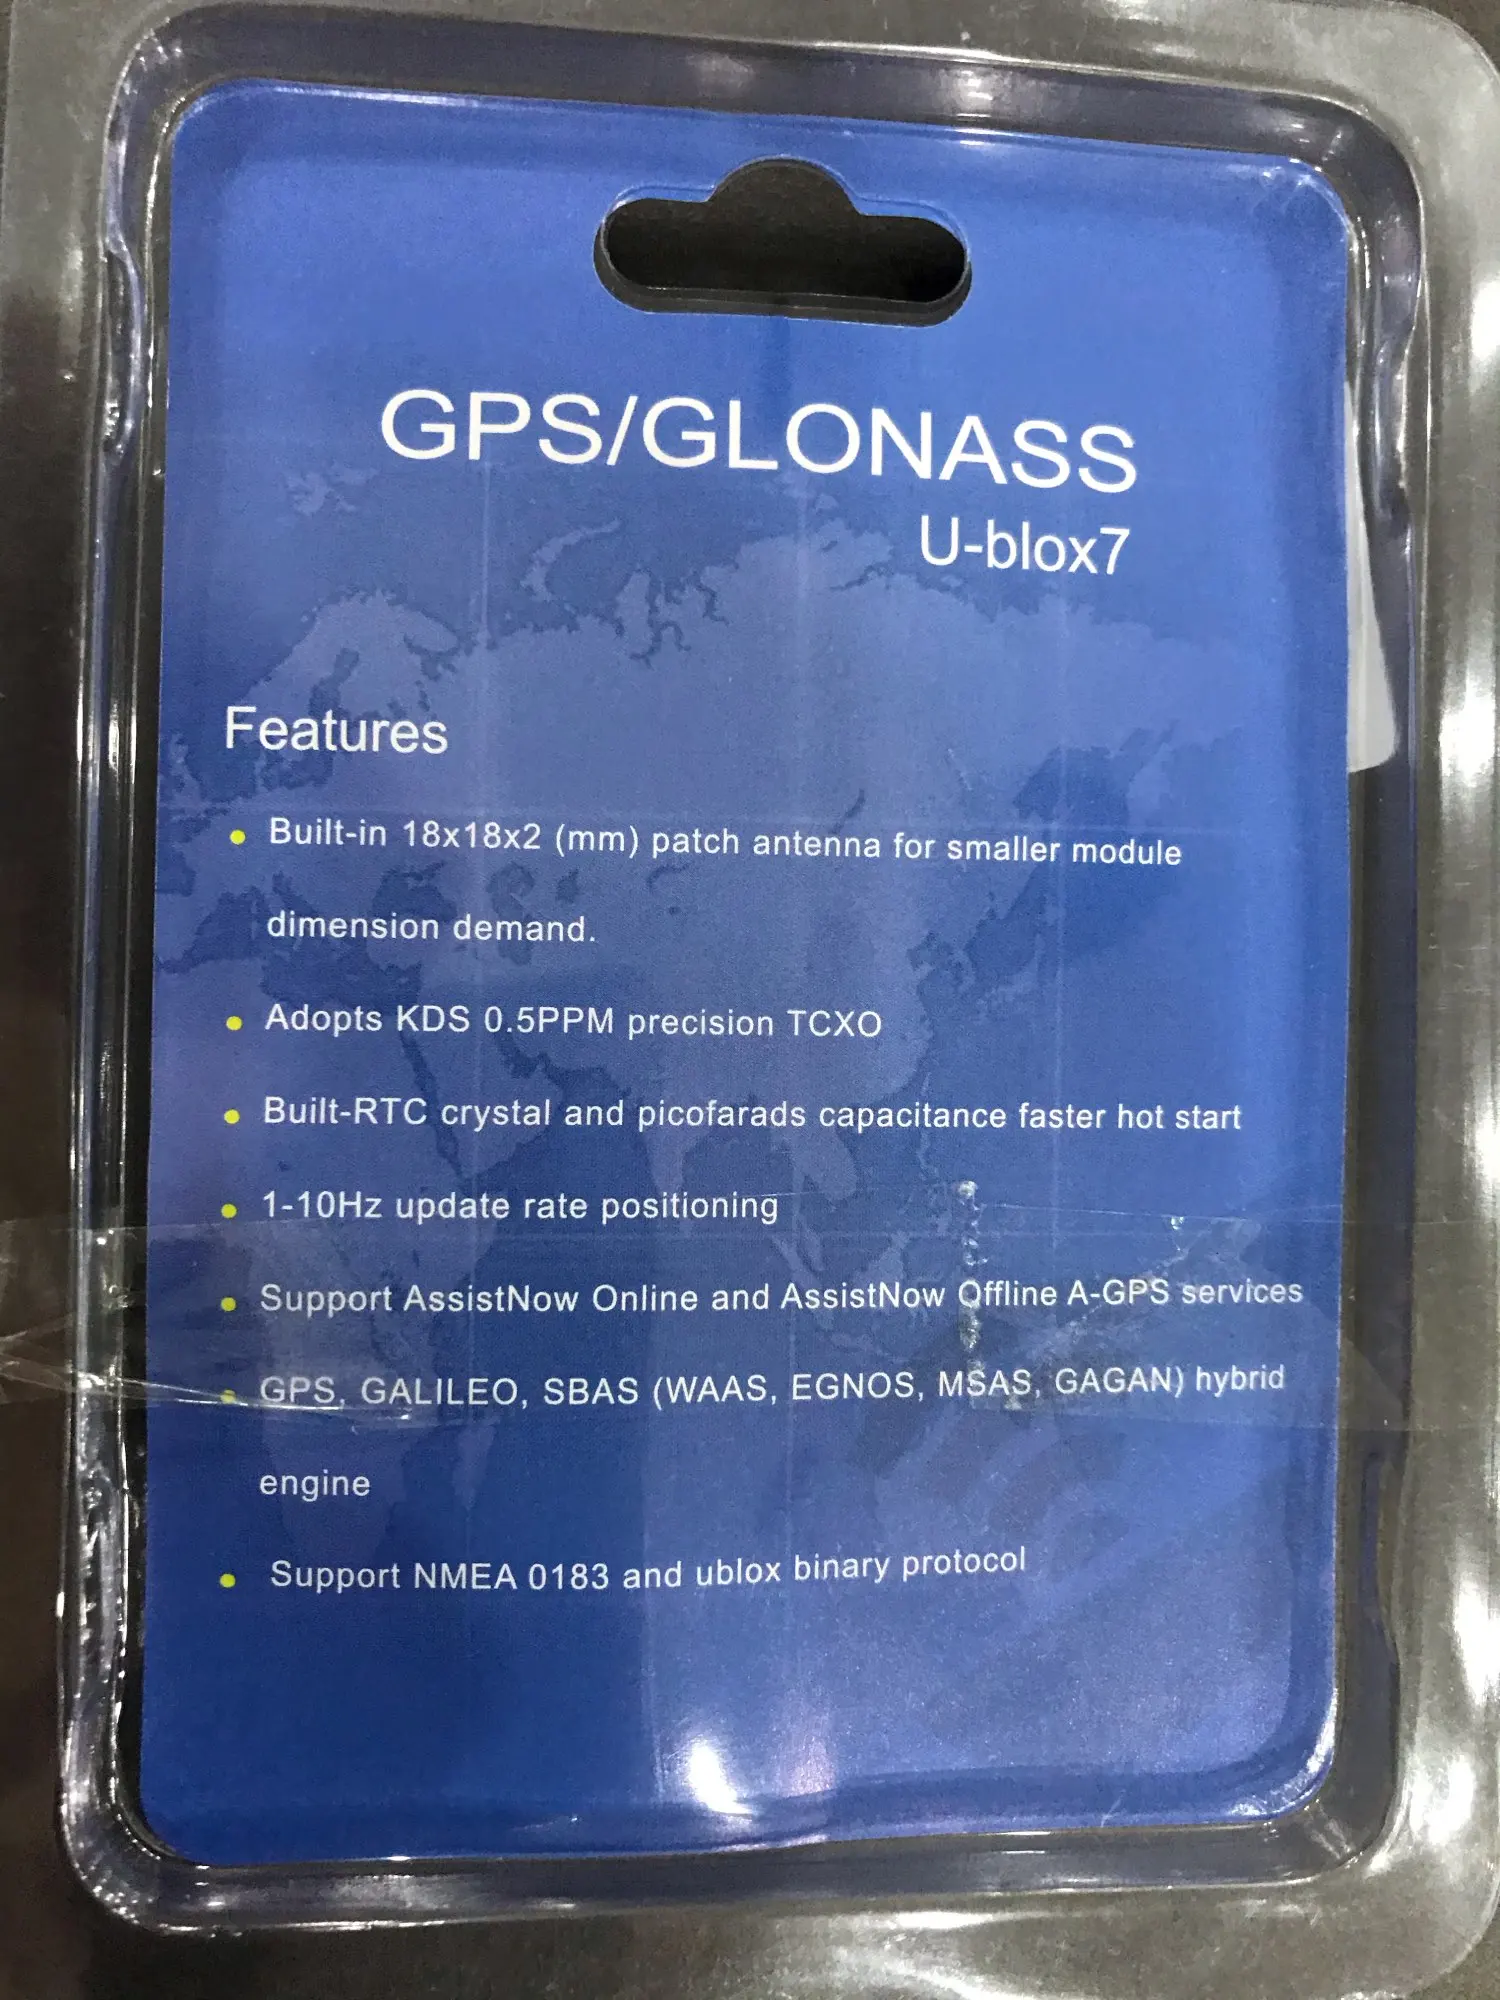 GPS/GLONASS
U-blox7
Features
Built-in 18x18x2 (mm) patch antenna for smaller module
dimension demand.
Adopts KDS 0.5PPM precision TCXO
Built-RTC crystal and picofarads capacitance faster hot start
1-10Hz update rate positioning
Support AssistNow Online and AssistNow Offline A-GPS services
GPS, GALILEO, SBAS (WAAS, EGNOS, MSAS, GAGAN) hybrid
engine
Support NMEA 0183 and ublox binary protocol